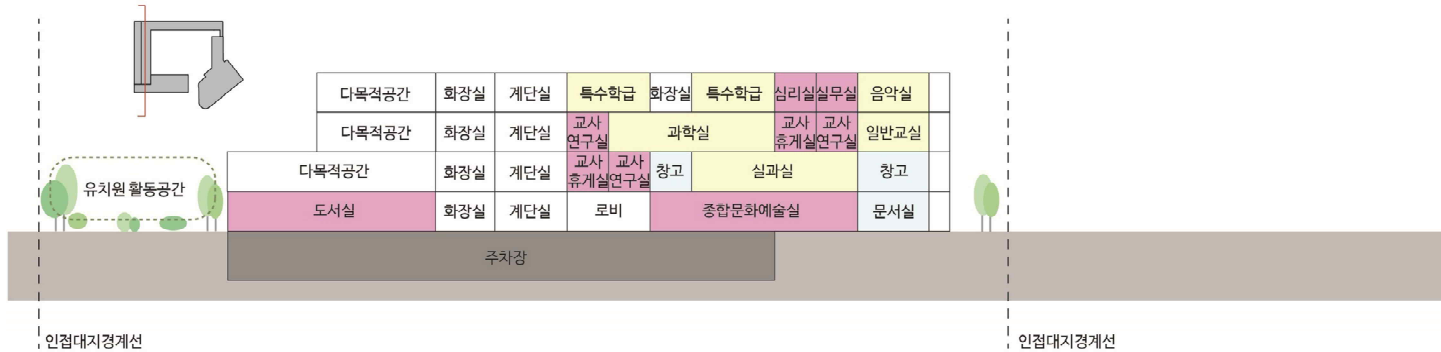 다목적공간 화장실 계단실 특수학급 화장실 특수학급 심리실 실무실 음악실
다목적공간 화장실 계단실 교사 연구실 과학실 교사 휴게실 교사 연구실 일반교실
다목적공간 화장실 계단실 교사 휴게실 교사 연구실 창고 실과실 창고
유치원 활동공간
도서실 화장실 계단실 로비 종합문화예술실 문서실
주차장
인접대지경계선 인접대지경계선